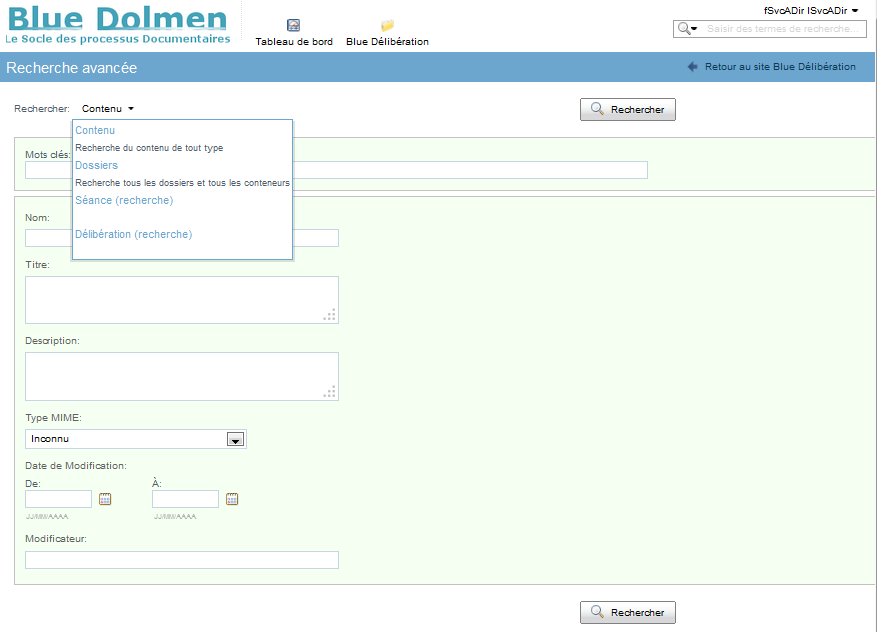 Blue Dolmen
Le Socle des processus Documentaires
Tableau de bord
Blue Délibération
fSvcADir lSvcADir
Saisir des termes de recherche...
Recherche avancée
Retour au site Blue Délibération
Rechercher: Contenu
Rechercher
Contenu
Recherche du contenu de tout type
Dossiers
Recherche tous les dossiers et tous les conteneurs
Séance (recherche)
Délibération (recherche)
Mots clés:
Nom:
Titre:
Description:
Type MIME:
Inconnu
Date de Modification:
De: À:
JJ/MM/AAAA JJ/MM/AAAA
Modificateur:
Rechercher